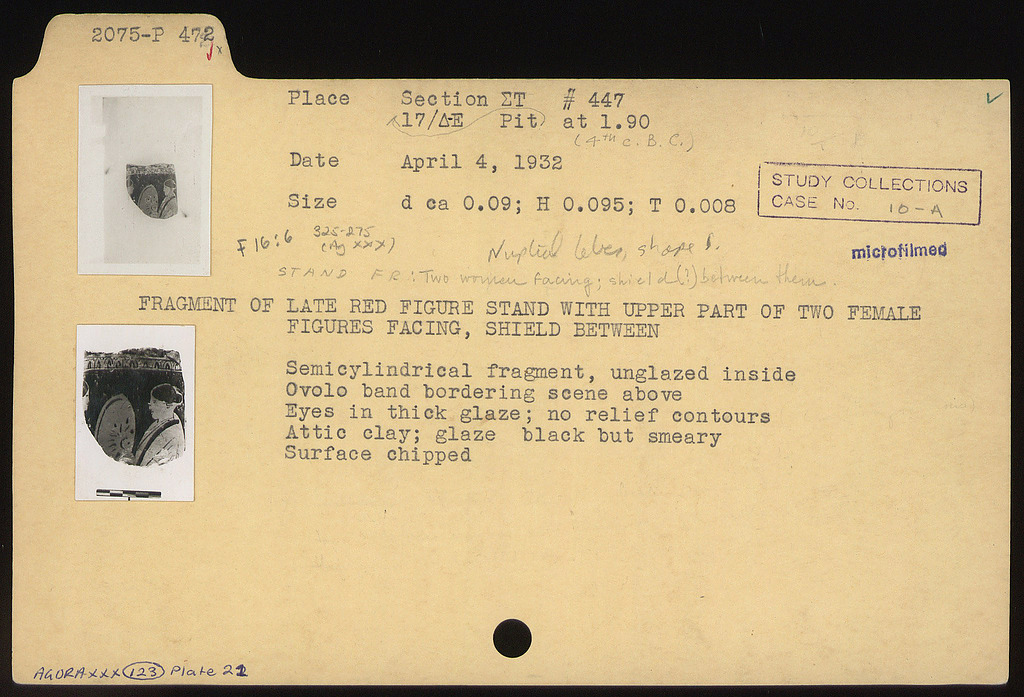 2075-P 472
Place Section ΣΤ # 447
17/Δ-Ε Pit at 1.90
(4th c. B.C.)
Date April 4, 1932
Size d ca 0.09; H 0.095; T 0.008
STUDY COLLECTIONS
CASE No. 10-A
F16:6 325-275
(Ag XXX)
Nuptial lebes, shape 1.
microfilmed
STAND FR: Two women facing; shield(?) between them.
FRAGMENT OF LATE RED FIGURE STAND WITH UPPER PART OF TWO FEMALE
FIGURES FACING, SHIELD BETWEEN
Semicylindrical fragment, unglazed inside
Ovolo band bordering scene above
Eyes in thick glaze; no relief contours
Attic clay; glaze black but smeary
Surface chipped
AGORA XXX 123 Plate 21